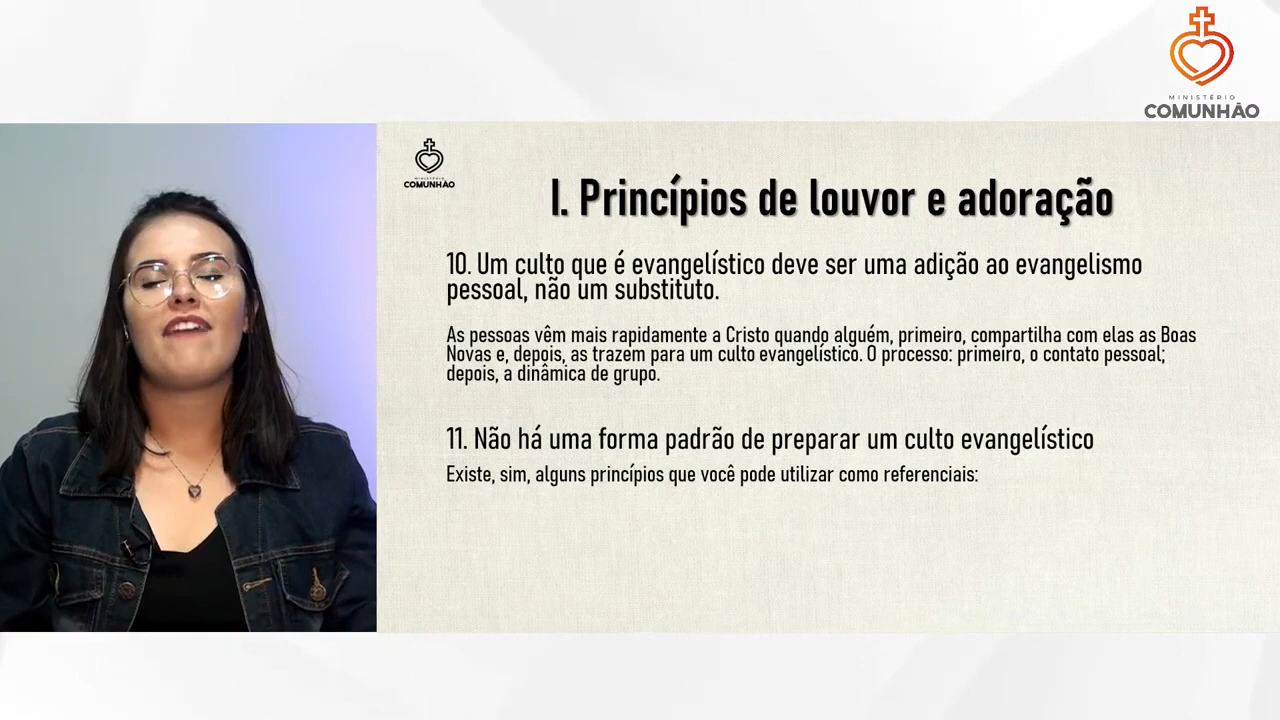 MINISTÉRIO
COMUNHÃO
MINISTÉRIO
COMUNHÃO
I. Princípios de louvor e adoração
10. Um culto que é evangelístico deve ser uma adição ao evangelismo
pessoal, não um substituto.
As pessoas vêm mais rapidamente a Cristo quando alguém, primeiro, compartilha com elas as Boas
Novas e, depois, as trazem para um culto evangelístico. O processo: primeiro, o contato pessoal;
depois, a dinâmica de grupo.
11. Não há uma forma padrão de preparar um culto evangelístico
Existe, sim, alguns princípios que você pode utilizar como referenciais: